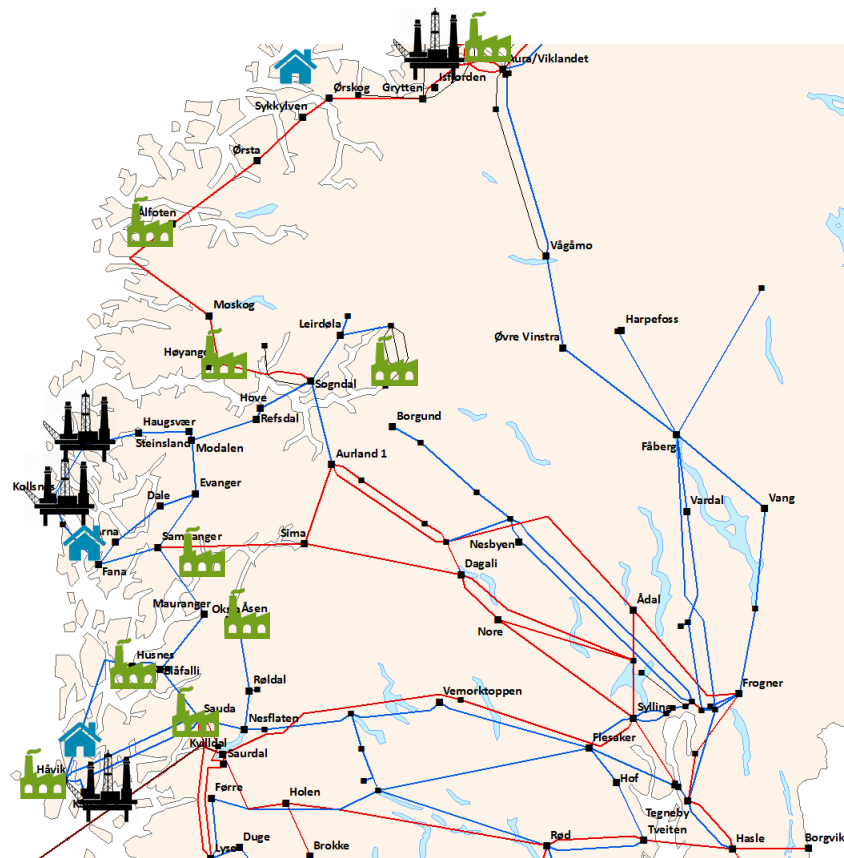 Aura/Viklandet
Isfjorden
Grytten
Ørskog
Sykkylven
Ørsta
Ålfoten
Vågåmo
Moskog
Leirdøla
Harpefoss
Øvre Vinstra
Høyanger
Sogndal
Hove
Refsdal
Borgund
Haugsvær
Steinsland
Modalen
Fåberg
Aurland 1
Kollsnes
Evanger
Dale
Vardal
Vang
Samnanger
Sima
Fana
Nesbyen
Dagali
Mauranger
Åsen
Ådal
Nore
Husnes
Blåfalli
Røldal
Vemorktoppen
Frogner
Sauda
Sylling
Nesflaten
Kvilldal
Saurdal
Flesaker
Håvik
Hof
Førre
Holen
Tegneby
Tveiten
Duge
Lyse
Brokke
Rød
Hasle
Borgvik